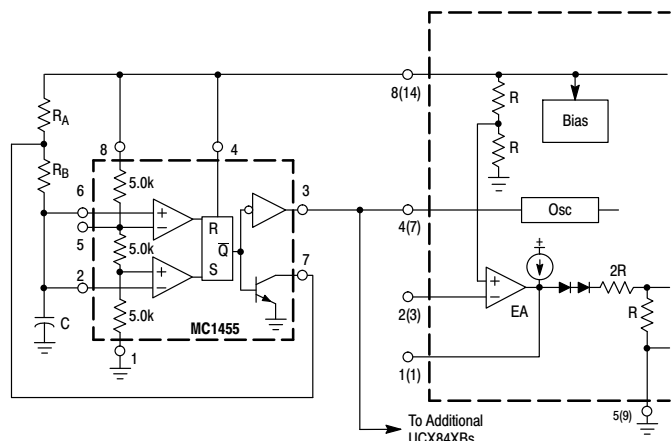 8(14)
R
R
Bias
RA
RB
8
4
6
5.0k
+
−
R
3
5
5.0k
Q
7
2
+
−
S
5.0k
C
MC1455
1
4(7)
Osc
+
−
EA
2R
2(3)
R
1(1)
5(9)
To Additional
UCX84XBs